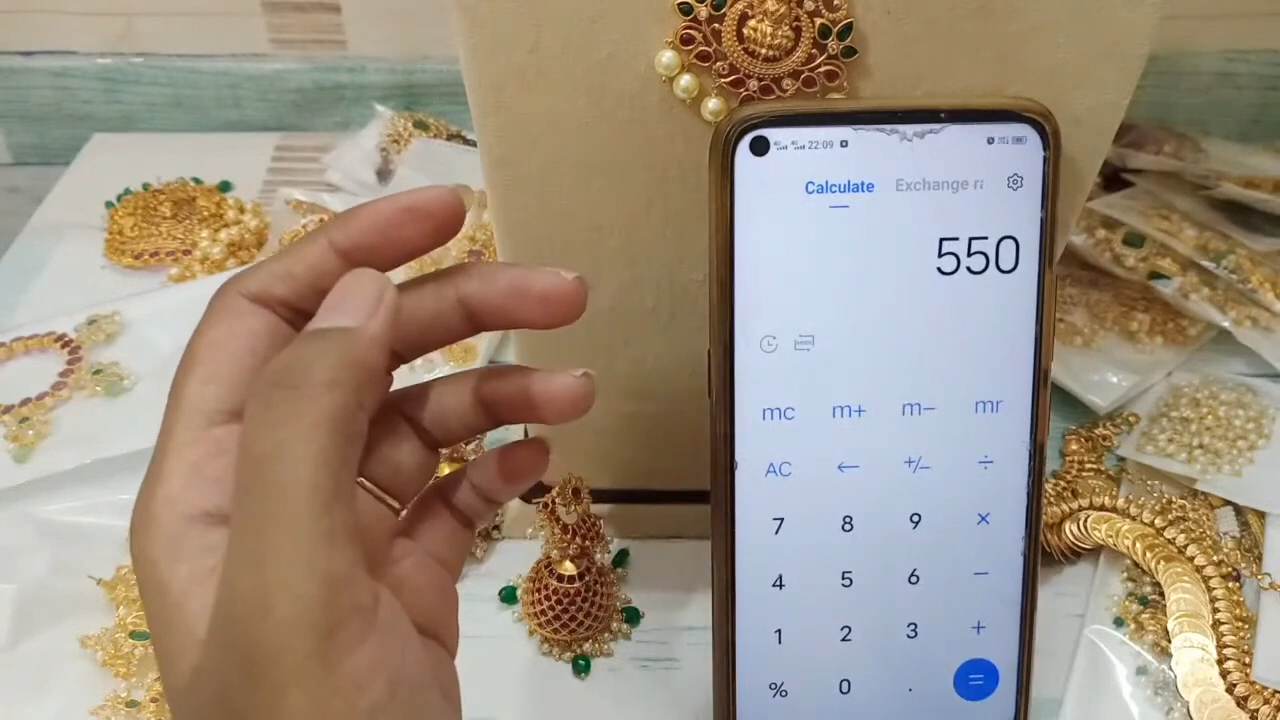 22:09
Calculate Exchange ra
550
mc m+ m− mr
AC ← +/− ÷
7 8 9 ×
4 5 6 −
1 2 3 +
% 0 . =